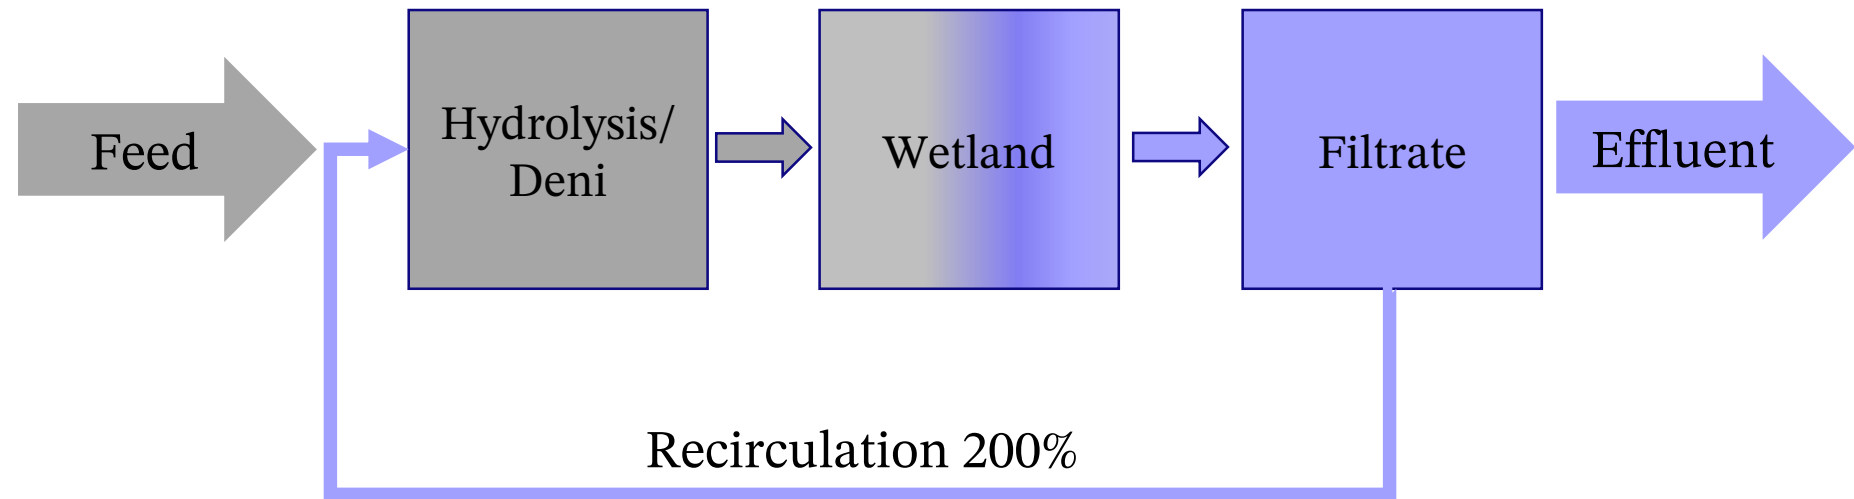 Feed
Hydrolysis/
Deni
Wetland
Filtrate
Effluent
Recirculation 200%